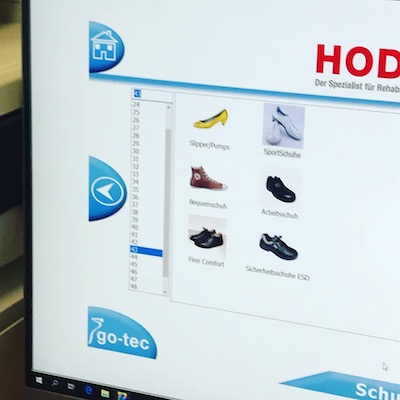 HOD
Der Spezialist für Rehab
43
24
25
26
27
28
29
30
31
32
33
34
35
36
37
38
39
40
41
42
43
44
45
46
47
48
Slipper/Pumps
SportSchuhe
Bequemschuh
Arbeitsschuh
Finn Comfort
Sicherheitsschuhe ESD
go-tec
Schu